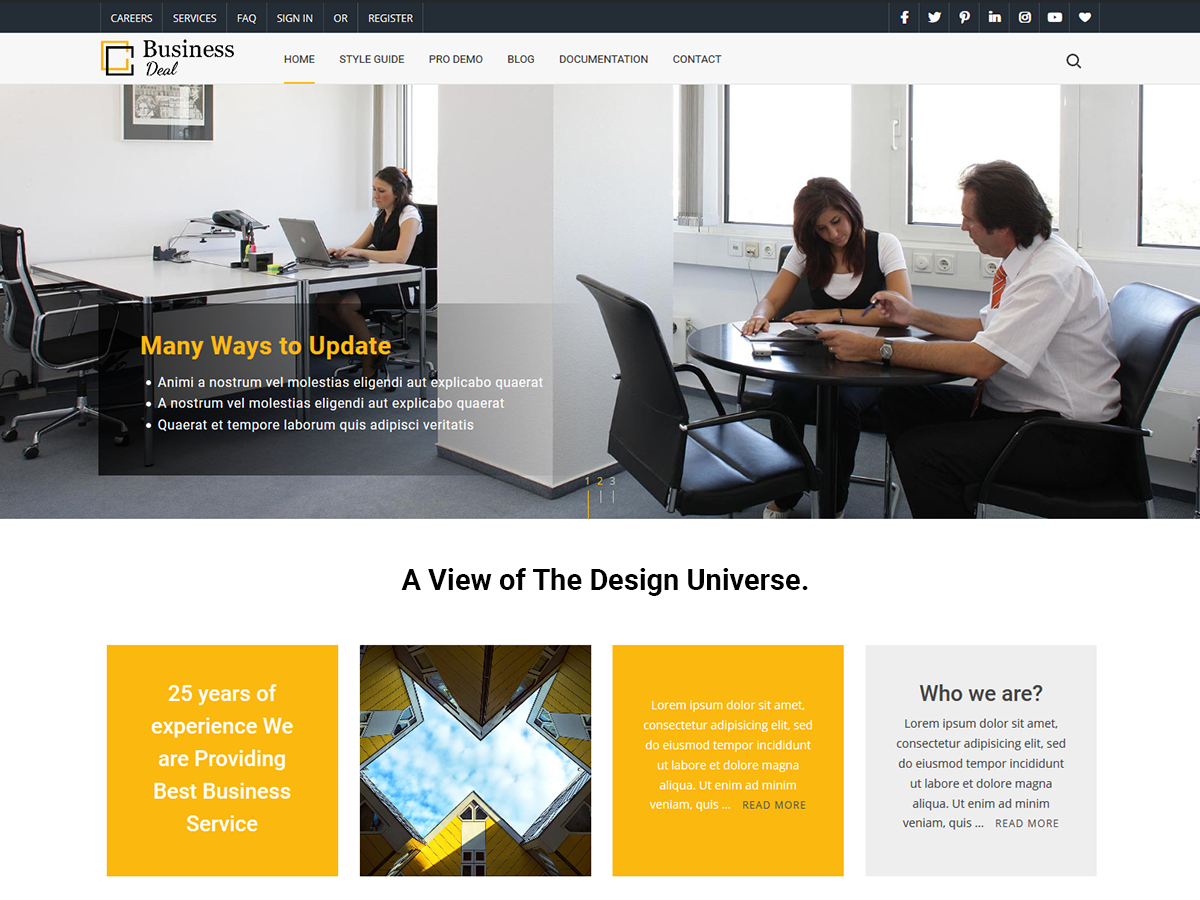 CAREERS SERVICES FAQ SIGN IN OR REGISTER
Business
Deal
HOME STYLE GUIDE PRO DEMO BLOG DOCUMENTATION CONTACT
Many Ways to Update
• Animi a nostrum vel molestias eligendi aut explicabo quaerat
• A nostrum vel molestias eligendi aut explicabo quaerat
• Quaerat et tempore laborum quis adipisci veritatis
1 2 3
A View of The Design Universe.
25 years of
experience We
are Providing
Best Business
Service
Lorem ipsum dolor sit amet,
consectetur adipisicing elit, sed
do eiusmod tempor incididunt
ut labore et dolore magna
aliqua. Ut enim ad minim
veniam, quis ... READ MORE
Who we are?
Lorem ipsum dolor sit amet,
consectetur adipisicing elit, sed
do eiusmod tempor incididunt
ut labore et dolore magna
aliqua. Ut enim ad minim
veniam, quis ... READ MORE